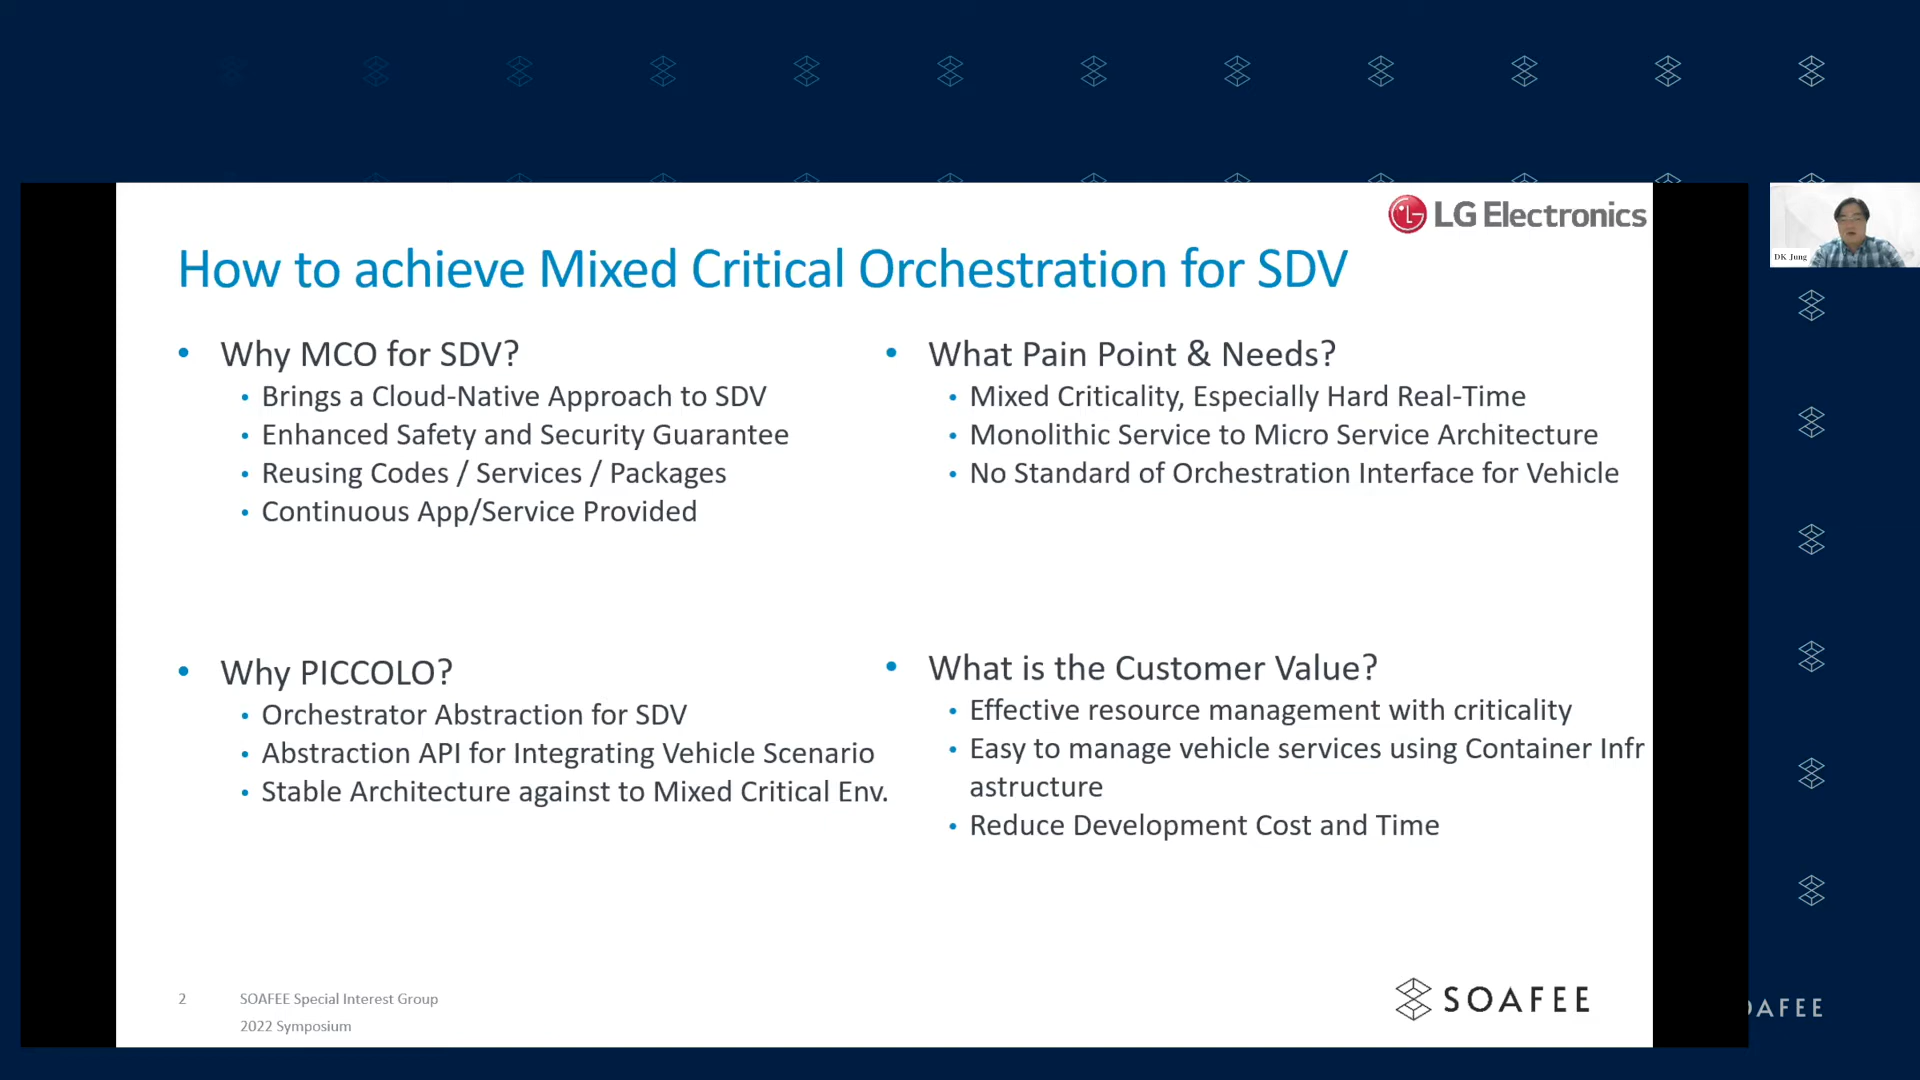 LG Electronics
How to achieve Mixed Critical Orchestration for SDV
• Why MCO for SDV?
• Brings a Cloud-Native Approach to SDV
• Enhanced Safety and Security Guarantee
• Reusing Codes / Services / Packages
• Continuous App/Service Provided
• What Pain Point & Needs?
• Mixed Criticality, Especially Hard Real-Time
• Monolithic Service to Micro Service Architecture
• No Standard of Orchestration Interface for Vehicle
• Why PICCOLO?
• Orchestrator Abstraction for SDV
• Abstraction API for Integrating Vehicle Scenario
• Stable Architecture against to Mixed Critical Env.
• What is the Customer Value?
• Effective resource management with criticality
• Easy to manage vehicle services using Container Infr
astructure
• Reduce Development Cost and Time
2
SOAFEE Special Interest Group
2022 Symposium
SOAFEE
DK Jung
OAFEE